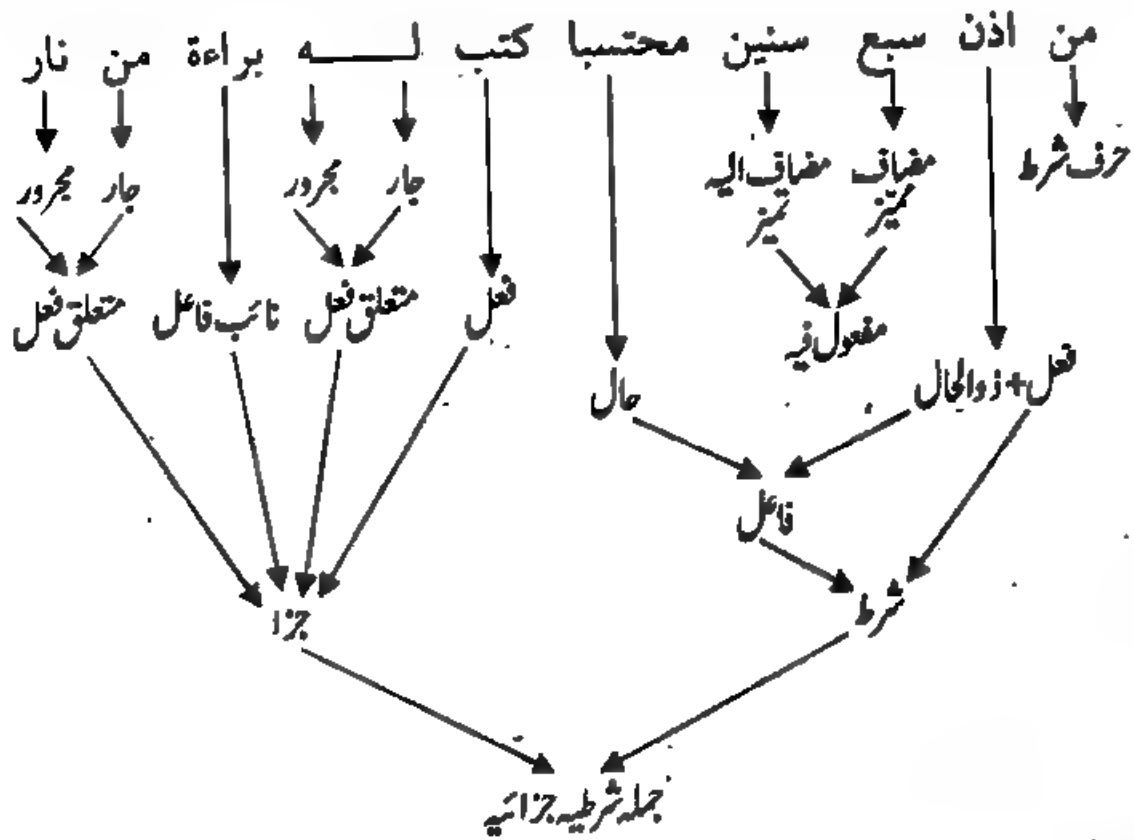 من اذن سبع سنين محتسبا كتب لـــه براءة من نار
حرف شرط مضاف مضاف الیہ جار مجرور جار مجرور
ممیّز تمیز
فعل متعلق فعل نائب فاعل متعلق فعل
مفعول فیہ
فعل + ذوالحال حال
فاعل
شرط جزا
جملہ شرطیہ جزائیہ